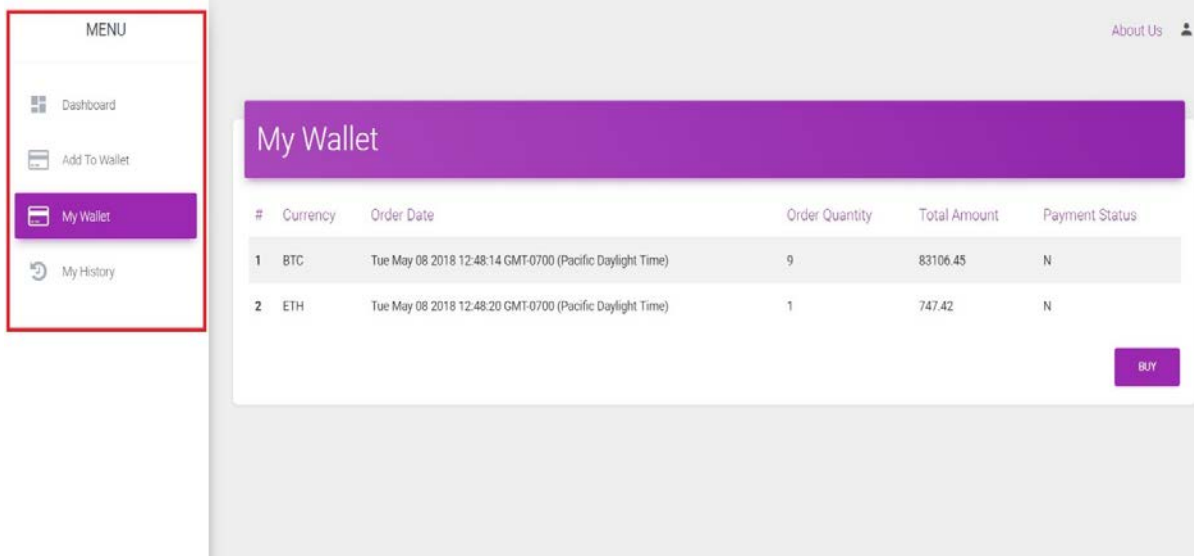 MENU
About Us
Dashboard
Add To Wallet
My Wallet
My History
My Wallet
# Currency Order Date Order Quantity Total Amount Payment Status
1 BTC Tue May 08 2018 12:48:14 GMT-0700 (Pacific Daylight Time) 9 83106.45 N
2 ETH Tue May 08 2018 12:48:20 GMT-0700 (Pacific Daylight Time) 1 747.42 N
BUY